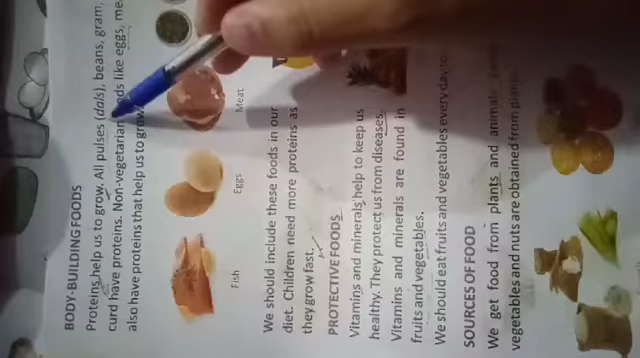 BODY-BUILDING FOODS
Proteins help us to grow. All pulses (dals), beans, gram,
curd have proteins. Non-vegetarian like eggs,
also have proteins that help us to grow
Fish
Eggs
Meat
We should include these foods in our
diet. Children need more proteins as
they grow fast.
PROTECTIVE FOODS
Vitamins and minerals help to keep us
healthy. They protect us from diseases.
Vitamins and minerals are found in
fruits and vegetables.
We should eat fruits and vegetables every day
SOURCES OF FOOD
We get food from plants and animals
vegetables and nuts are obtained from